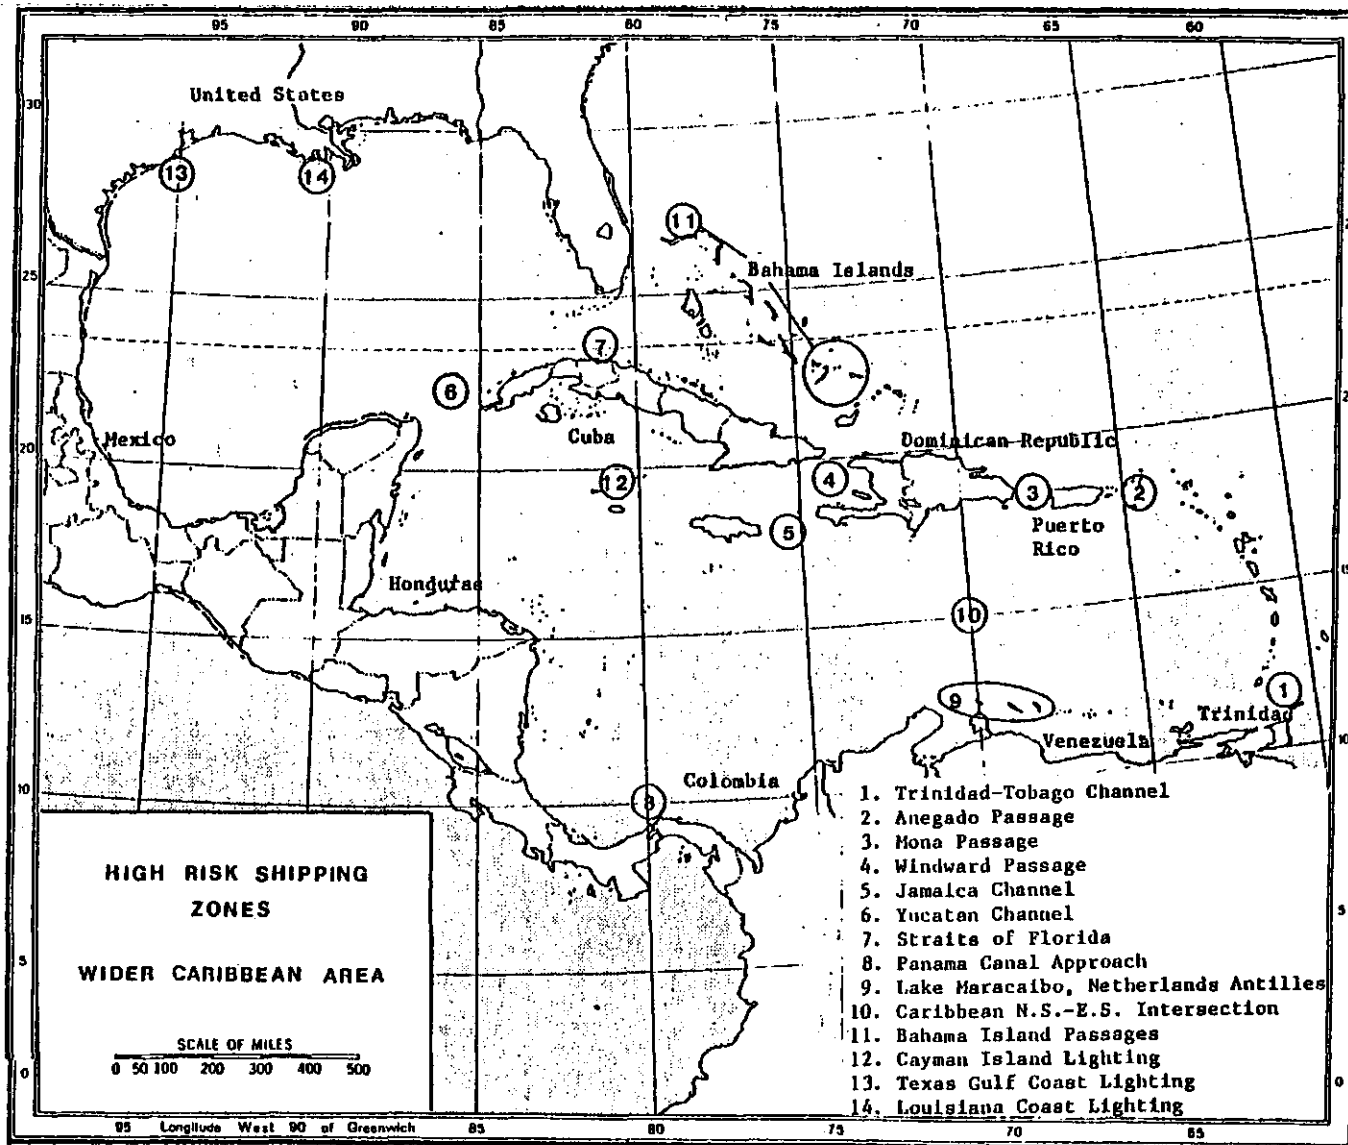 95 90 85 80 75 70 65 60
United States
30
13
14
11
Bahama Islands
25
7
6
Mexico
Cuba
Dominican Republic
20
12
4
3
2
5
Puerto
Rico
Honduras
15
15
10
9
1
Trinidad
Venezuela
10
Colombia
10
8
1. Trinidad-Tobago Channel
2. Anegado Passage
3. Mona Passage
4. Windward Passage
5. Jamaica Channel
6. Yucatan Channel
7. Straits of Florida
8. Panama Canal Approach
9. Lake Maracaibo, Netherlands Antilles
10. Caribbean N.S.-E.S. Intersection
11. Bahama Island Passages
12. Cayman Island Lighting
13. Texas Gulf Coast Lighting
14. Louisiana Coast Lighting
HIGH RISK SHIPPING
ZONES
WIDER CARIBBEAN AREA
SCALE OF MILES
0 50 100 200 300 400 500
5
5
0
0
95 Longitude West 90 of Greenwich 85 80 75 70 65